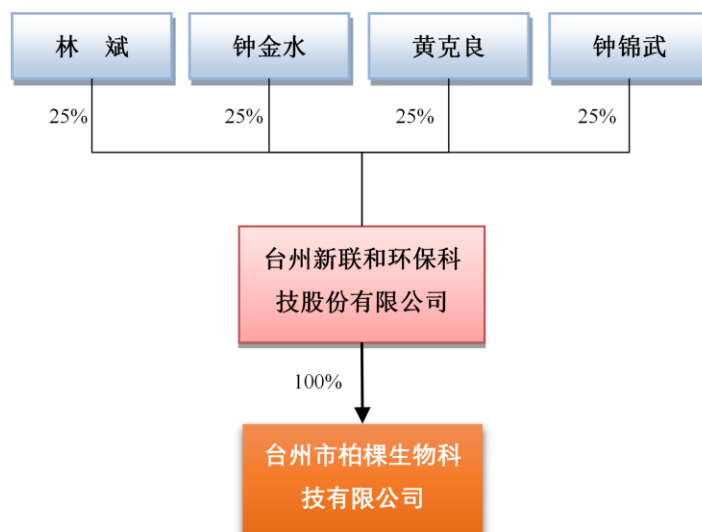 林 斌
钟金水
黄克良
钟锦武
25%
25%
25%
25%
台州新联和环保科
技股份有限公司
100%
台州市柏棵生物科
技有限公司